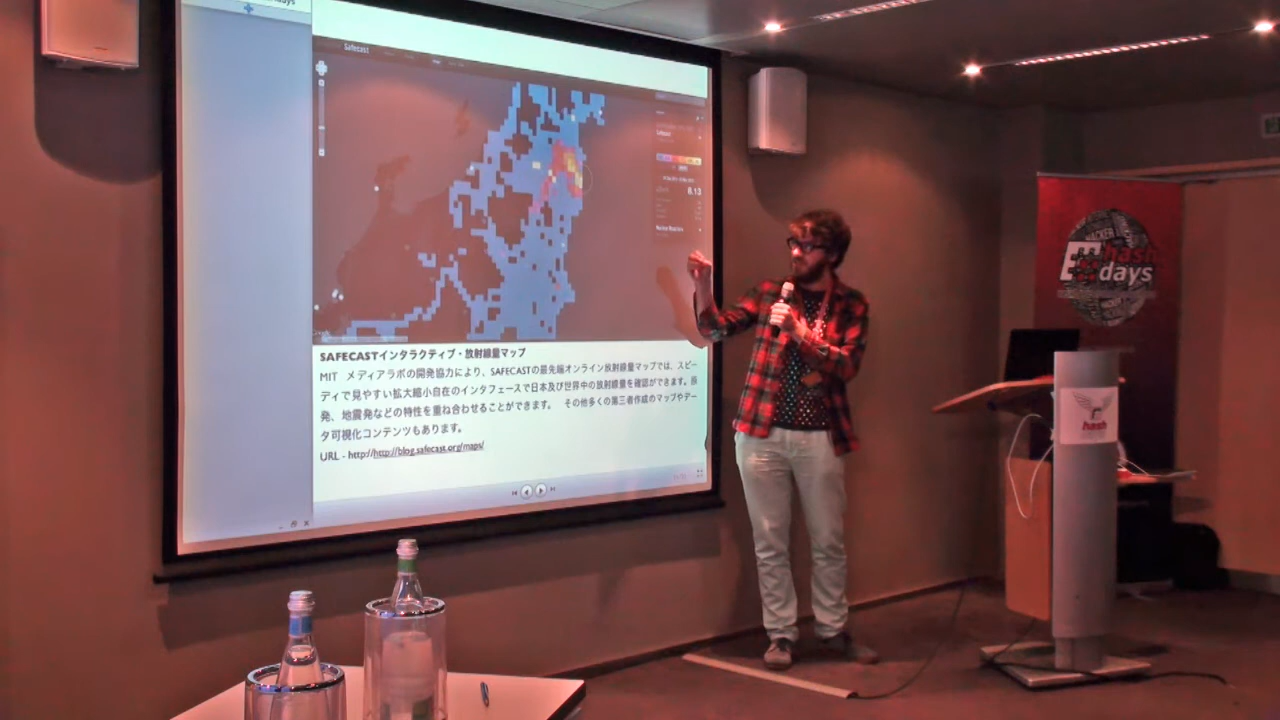 days
Safecast
8.13
SAFECASTインタラクティブ・放射線量マップ
MIT メディアラボの開発協力により、SAFECASTの最先端オンライン放射線量マップでは、スピー
ディで見やすい拡大縮小自在のインタフェースで日本及び世界中の放射線量を確認ができます。原
発、地震発などの特性を重ね合わせることができます。 その他多くの第三者作成のマップやデー
タ可視化コンテンツもあります。
URL - http://http://blog.safecast.org/maps/
HACKER
hash
days
hash